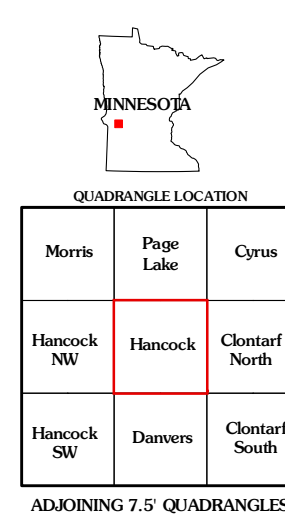 MINNESOTA
QUADRANGLE LOCATION
Morris
Page
Lake
Cyrus
Hancock
NW
Hancock
Clontarf
North
Hancock
SW
Danvers
Clontarf
South
ADJOINING 7.5' QUADRANGLES